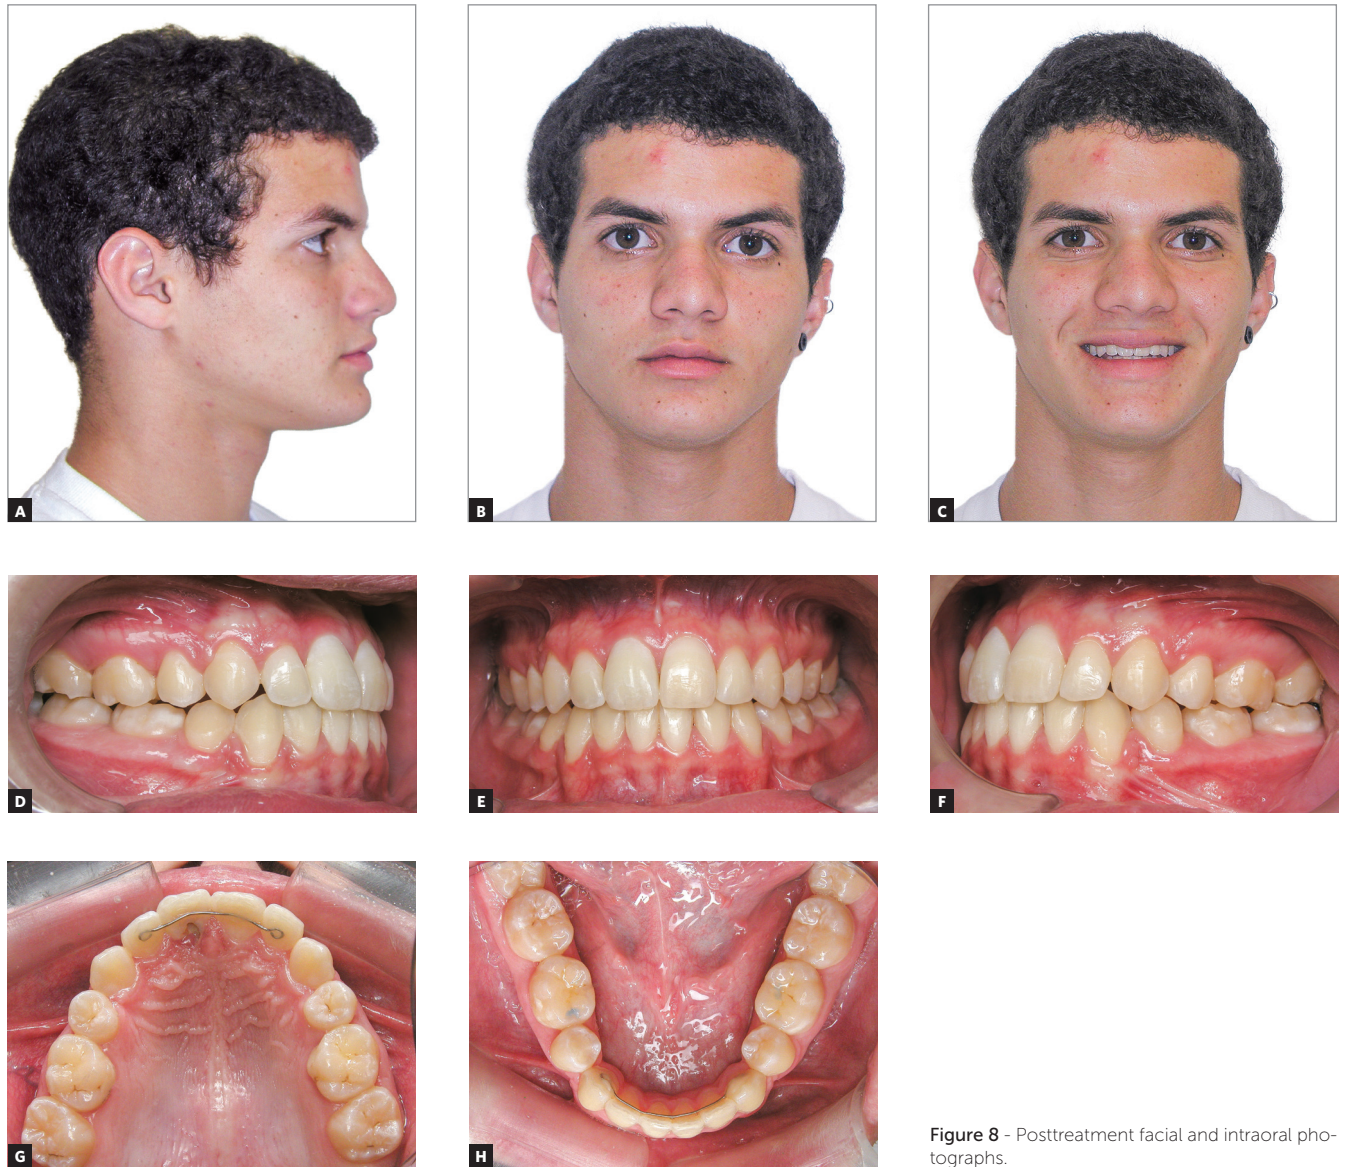 A
B
C
D
E
F
G
H
Figure 8 - Posttreatment facial and intraoral pho-
tographs.